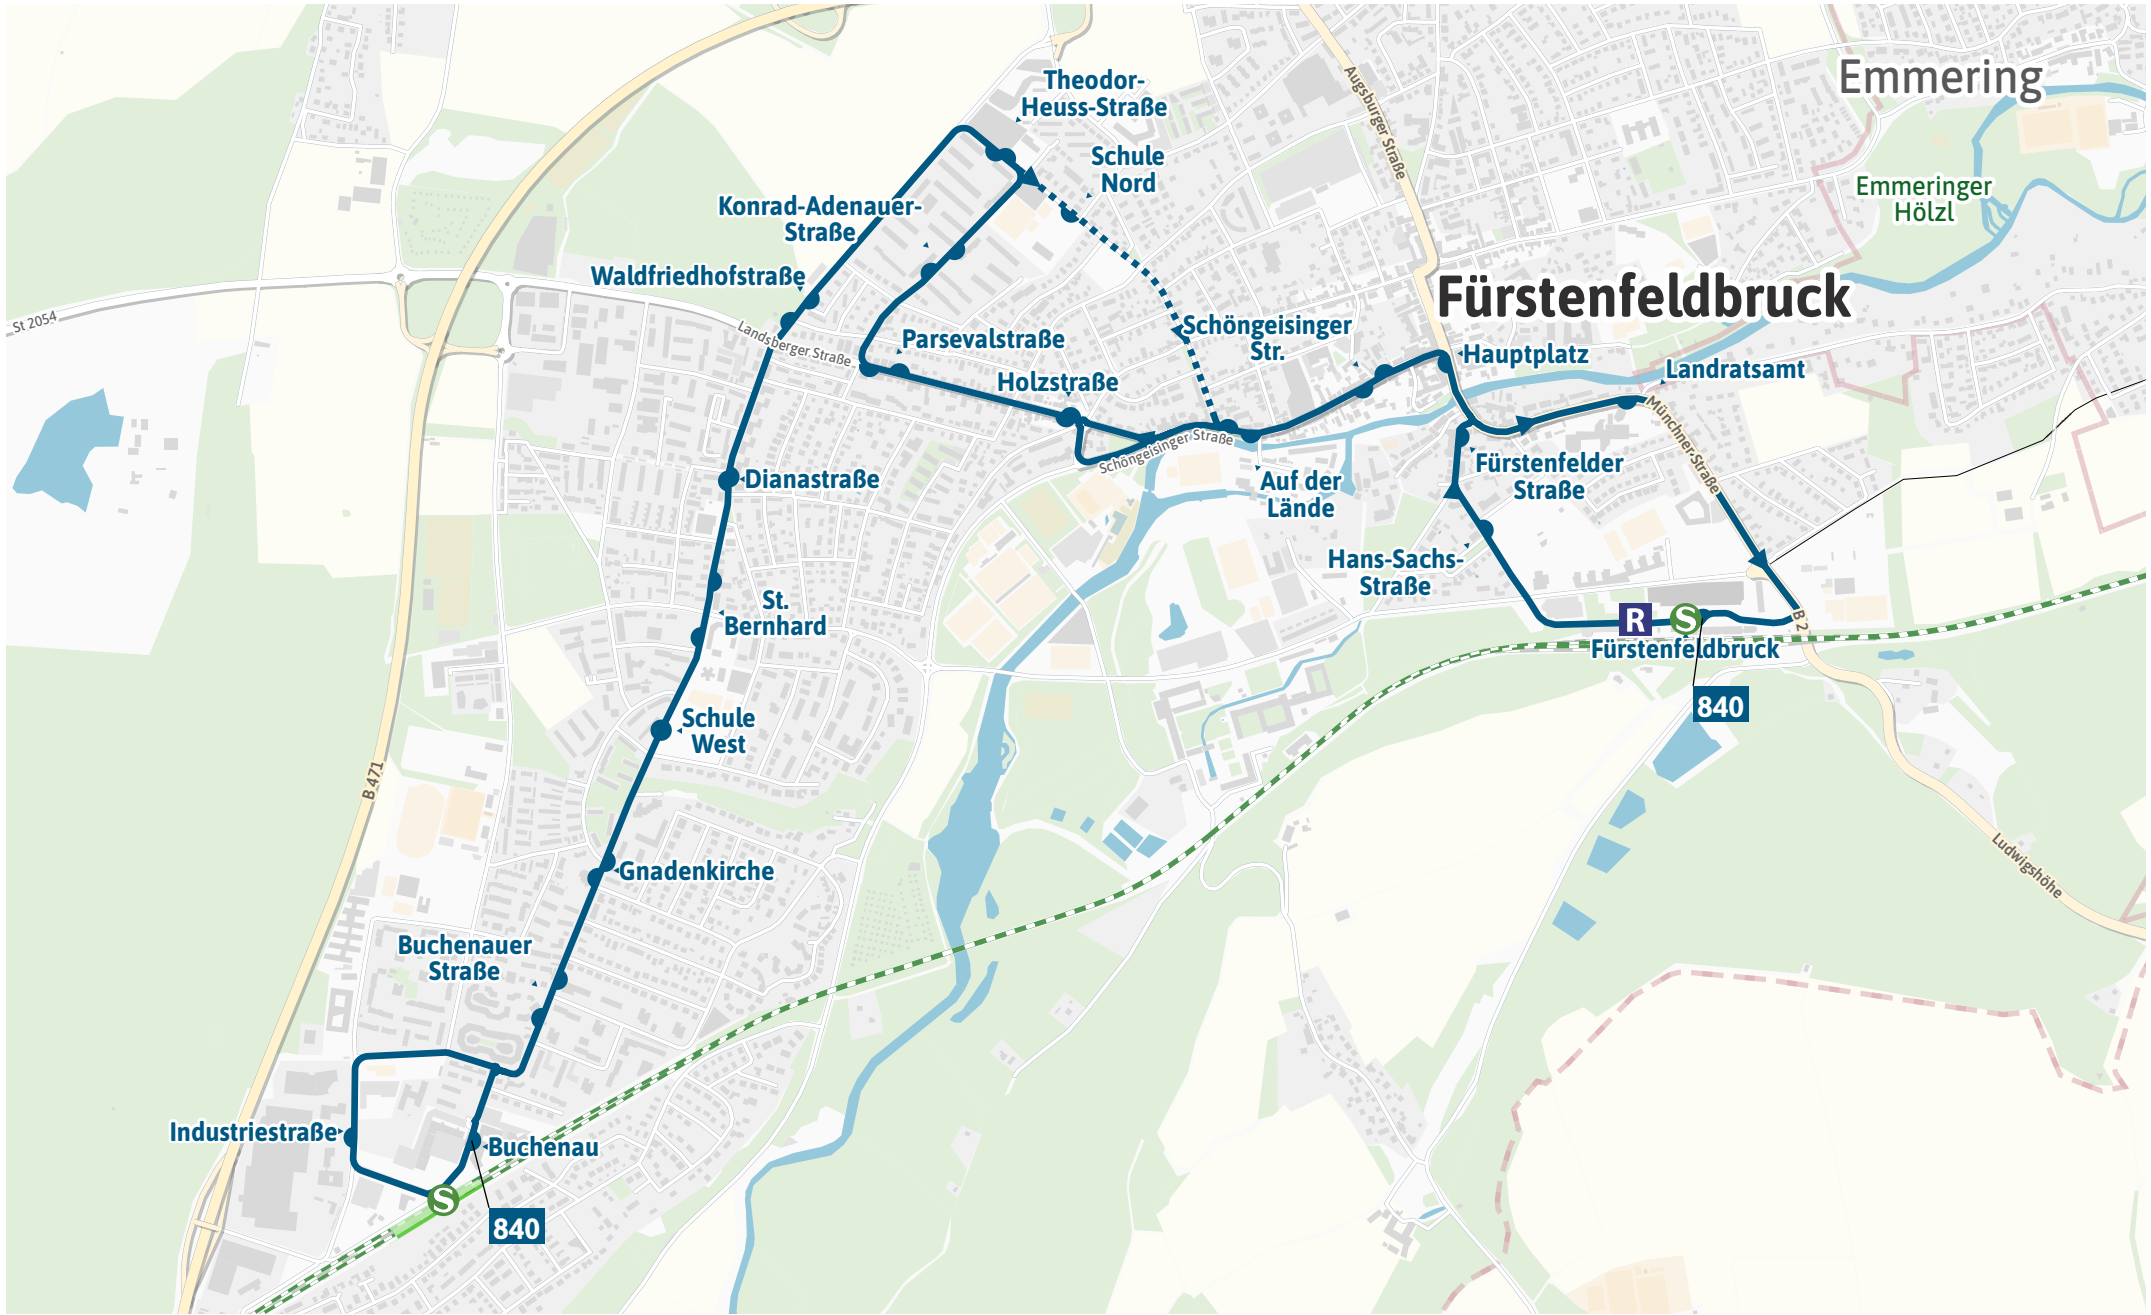 Emmering
Theodor-
Heuss-Straße
Augsburger Straße
Schule
Nord
Emmeringer
Hölzl
Konrad-Adenauer-
Straße
Waldfriedhofstraße
Fürstenfeldbruck
St 2054
Landsberger Straße
Parsevalstraße
Schöngeisinger
Str.
Hauptplatz
Landratsamt
Holzstraße
Münchner Straße
Schöngeisinger Straße
Dianastraße
Auf der
Lände
Fürstenfelder
Straße
Hans-Sachs-
Straße
St.
Bernhard
R
S
B 2
Fürstenfeldbruck
840
Schule
West
B 471
Gnadenkirche
Ludwigshöhe
Buchenauer
Straße
Industriestraße
Buchenau
S
840